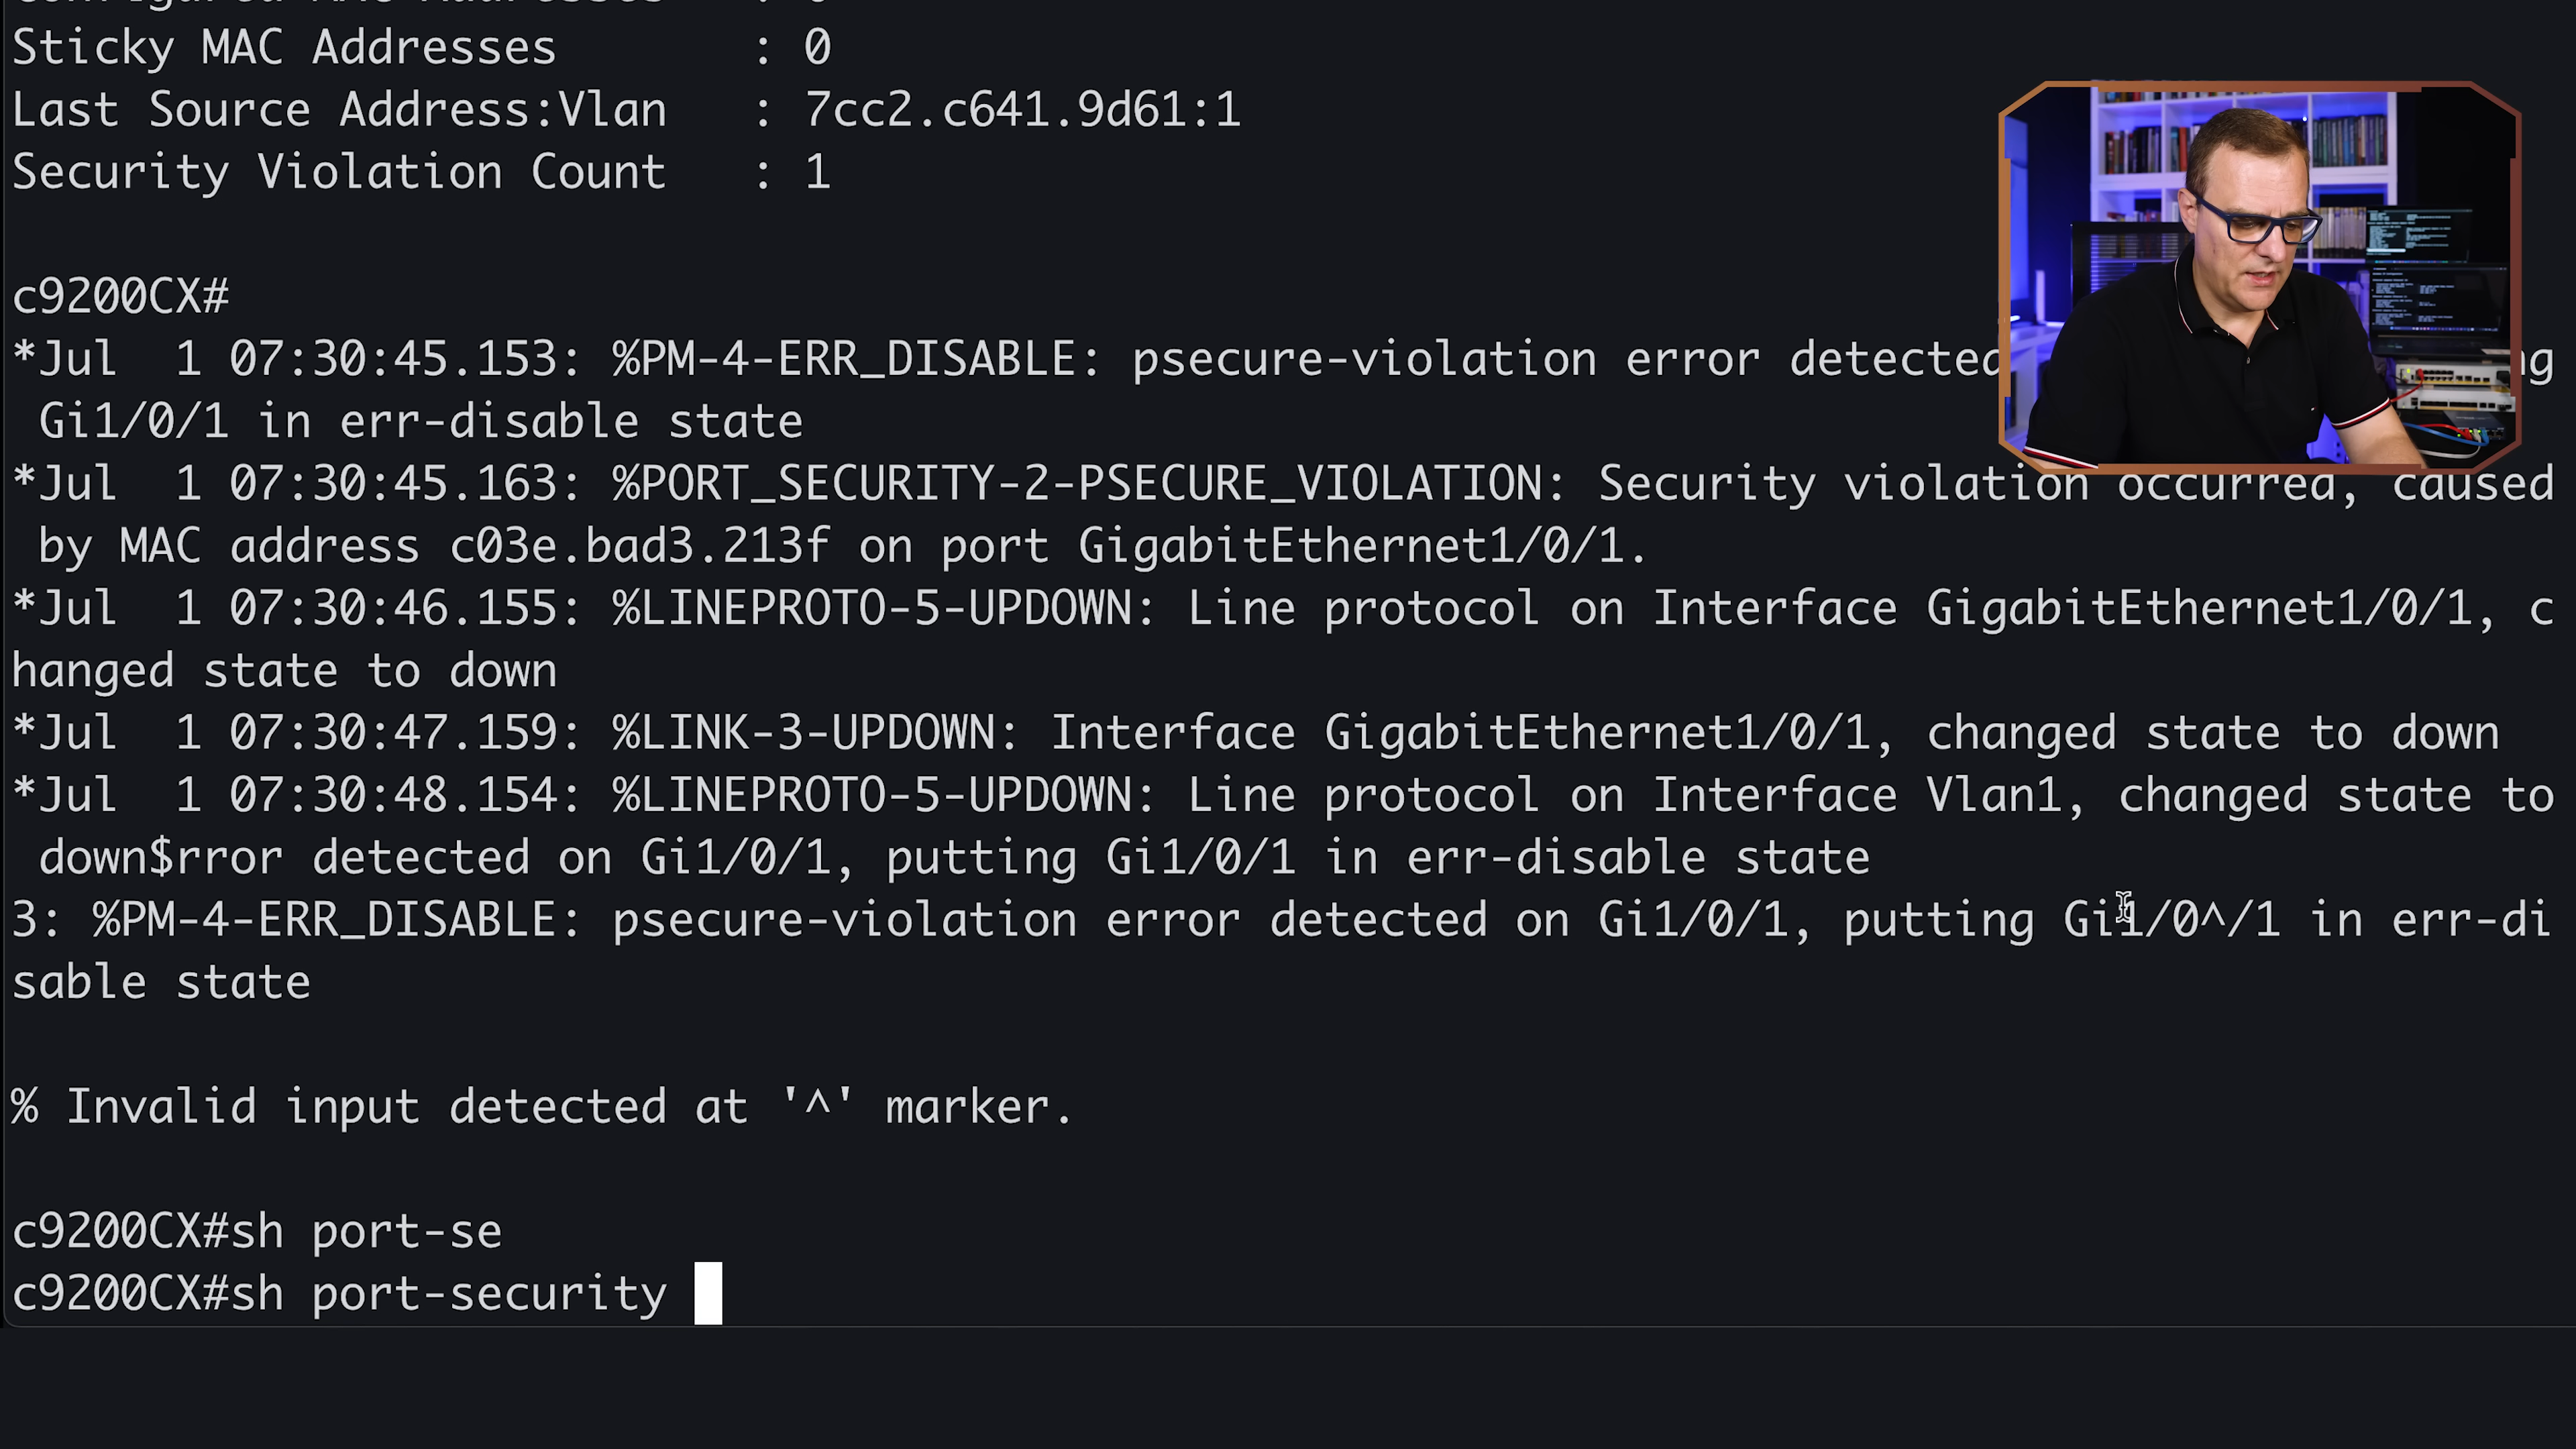 Sticky MAC Addresses : 0
Last Source Address:Vlan : 7cc2.c641.9d61:1
Security Violation Count : 1
c9200CX#
*Jul 1 07:30:45.153: %PM-4-ERR_DISABLE: psecure-violation error detected
Gi1/0/1 in err-disable state
*Jul 1 07:30:45.163: %PORT_SECURITY-2-PSECURE_VIOLATION: Security violation occurred, caused
by MAC address c03e.bad3.213f on port GigabitEthernet1/0/1.
*Jul 1 07:30:46.155: %LINEPROTO-5-UPDOWN: Line protocol on Interface GigabitEthernet1/0/1, c
hanged state to down
*Jul 1 07:30:47.159: %LINK-3-UPDOWN: Interface GigabitEthernet1/0/1, changed state to down
*Jul 1 07:30:48.154: %LINEPROTO-5-UPDOWN: Line protocol on Interface Vlan1, changed state to
down$rror detected on Gi1/0/1, putting Gi1/0/1 in err-disable state
3: %PM-4-ERR_DISABLE: psecure-violation error detected on Gi1/0/1, putting Gi1/0^/1 in err-di
sable state
% Invalid input detected at '^' marker.
c9200CX#sh port-se
c9200CX#sh port-security